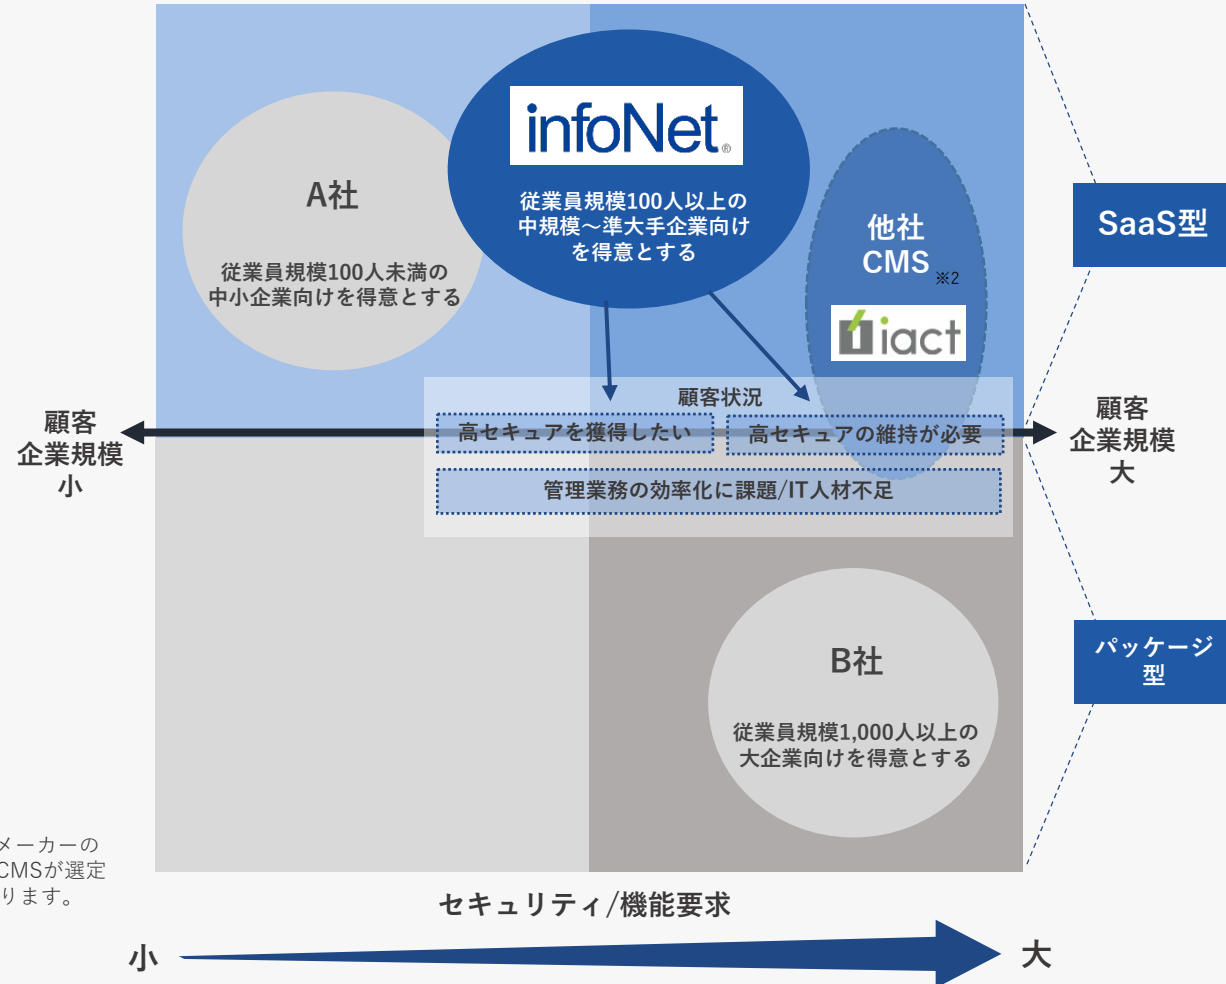 infoNet®
従業員規模100人以上の
中規模～準大手企業向け
を得意とする
A社
従業員規模100人未満の
中小企業向けを得意とする
他社
CMS ※2
iact
SaaS型
顧客状況
高セキュアを獲得したい
高セキュアの維持が必要
管理業務の効率化に課題/IT人材不足
顧客
企業規模
小
顧客
企業規模
大
B社
従業員規模1,000人以上の
大企業向けを得意とする
パッケージ
型
メーカーの
CMSが選定
ります。
セキュリティ/機能要求
小
大